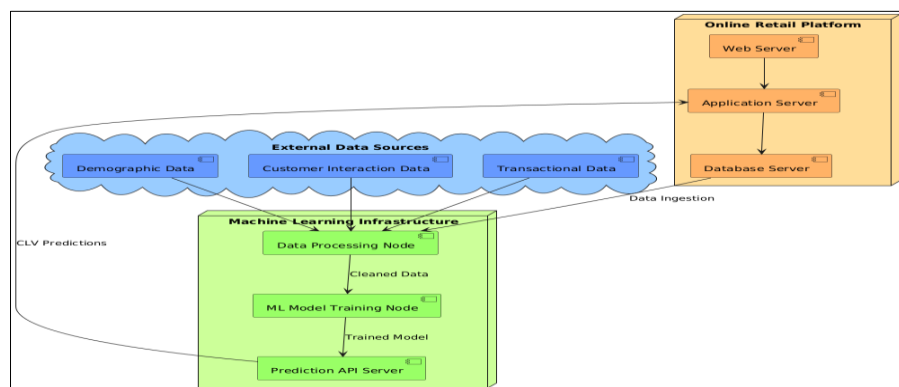 Online Retail Platform
Web Server
Application Server
Database Server
External Data Sources
Demographic Data
Customer Interaction Data
Transactional Data
Data Ingestion
Machine Learning Infrastructure
Data Processing Node
CLV Predictions
Cleaned Data
ML Model Training Node
Trained Model
Prediction API Server